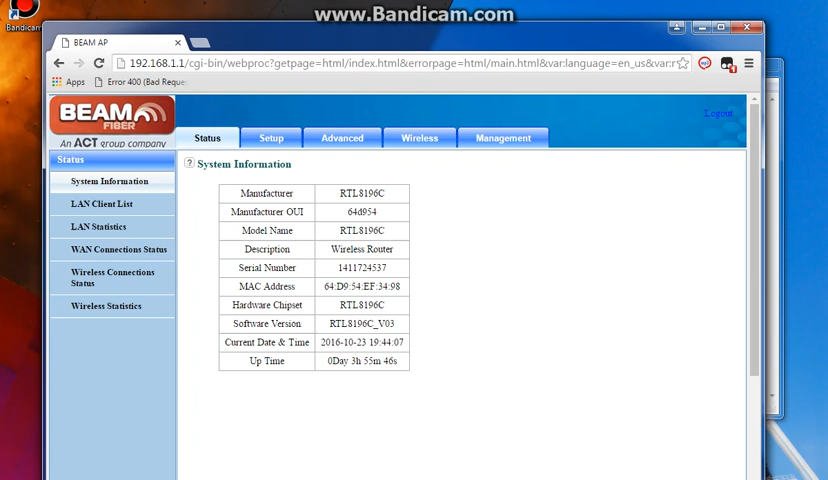 www.Bandicam.com
Bandicam
BEAM AP
192.168.1.1/cgi-bin/webproc?getpage=html/index.html&errorpage=html/main.html&var:language=en_us&var:r
Apps
Error 400 (Bad Reque
BEAM
FIBER
An ACT group company
Logout
Status
Setup
Advanced
Wireless
Management
Status
System Information
LAN Client List
LAN Statistics
WAN Connections Status
Wireless Connections
Status
Wireless Statistics
? System Information
Manufacturer RTL8196C
Manufacturer OUI 64d954
Model Name RTL8196C
Description Wireless Router
Serial Number 1411724537
MAC Address 64:D9:54:EF:34:98
Hardware Chipset RTL8196C
Software Version RTL8196C_V03
Current Date & Time 2016-10-23 19:44:07
Up Time 0Day 3h 55m 46s